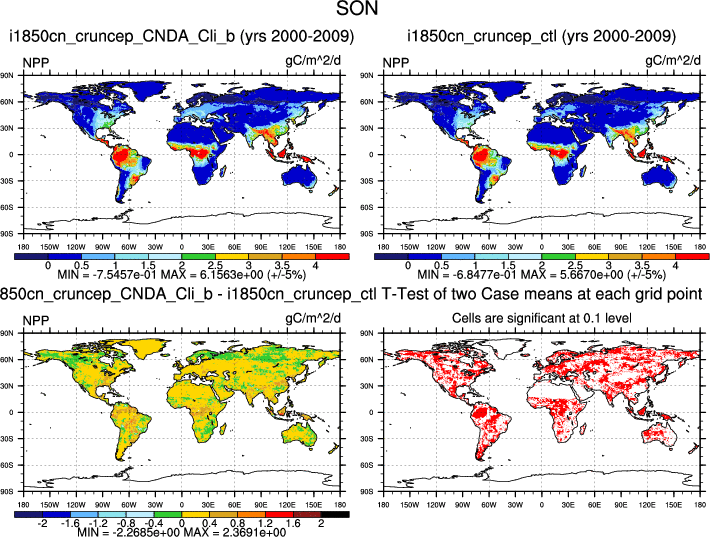 SON
i1850cn_cruncep_CNDA_Cli_b (yrs 2000-2009)
i1850cn_cruncep_ctl (yrs 2000-2009)
NPP gC/m^2/d
NPP gC/m^2/d
90N
60N
30N
0
30S
60S
90S
90N
60N
30N
0
30S
60S
90S
180 150W 120W 90W 60W 30W 0 30E 60E 90E 120E 150E 180
180 150W 120W 90W 60W 30W 0 30E 60E 90E 120E 150E 180
0 0.5 1 1.5 2 2.5 3 3.5 4
0 0.5 1 1.5 2 2.5 3 3.5 4
MIN = -7.5457e-01 MAX = 6.1563e+00 (+/-5%)
MIN = -6.8477e-01 MAX = 5.6670e+00 (+/-5%)
850cn_cruncep_CNDA_Cli_b - i1850cn_cruncep_ctl
T-Test of two Case means at each grid point
NPP gC/m^2/d
Cells are significant at 0.1 level
90N
60N
30N
0
30S
60S
90S
90N
60N
30N
0
30S
60S
90S
180 150W 120W 90W 60W 30W 0 30E 60E 90E 120E 150E 180
180 150W 120W 90W 60W 30W 0 30E 60E 90E 120E 150E 180
-2 -1.6 -1.2 -0.8 -0.4 0 0.4 0.8 1.2 1.6 2
MIN = -2.2685e+00 MAX = 2.3691e+00